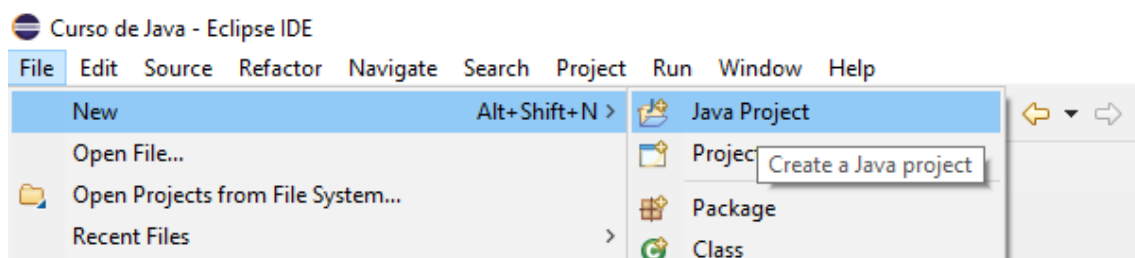 Curso de Java - Eclipse IDE
File Edit Source Refactor Navigate Search Project Run Window Help
New Alt+Shift+N >
Java Project
Open File...
Create a Java project
Open Projects from File System...
Package
Recent Files >
Class